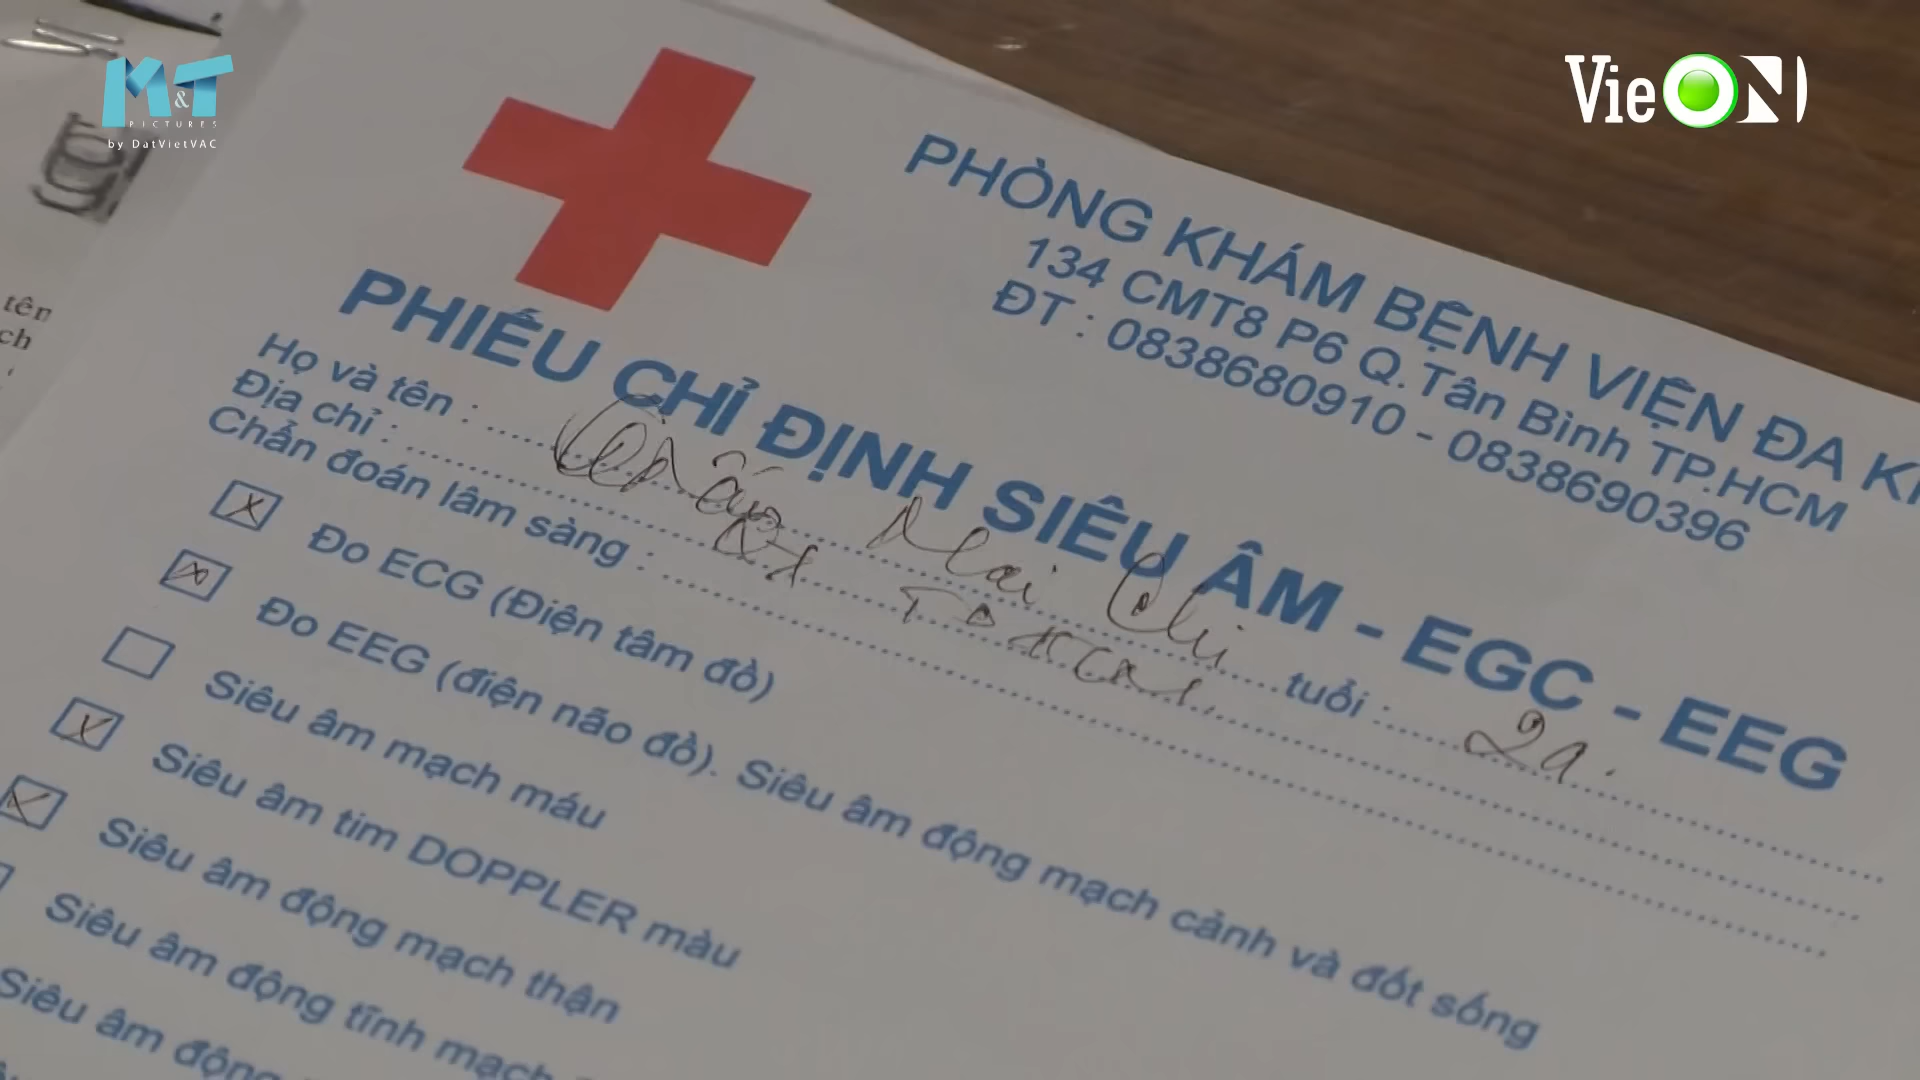 M&T
PICTURES
by DatVietVAC
VieON
tên
ch
PHÒNG KHÁM BỆNH VIỆN ĐA K
134 CMT8 P6 Q.Tân Bình TP.HCM
ĐT : 0838680910 - 0838690396
PHIẾU CHỈ ĐỊNH SIÊU ÂM - EGC - EEG
Họ và tên : Mai Chi tuổi :
Địa chỉ :
Chẩn đoán lâm sàng :
Đo ECG (Điện tâm đồ)
Đo EEG (điện não đồ). Siêu âm động mạch cảnh và đốt sống
Siêu âm mạch máu
Siêu âm tim DOPPLER màu
Siêu âm động mạch thận
Siêu âm động tĩnh mạch
Siêu âm động